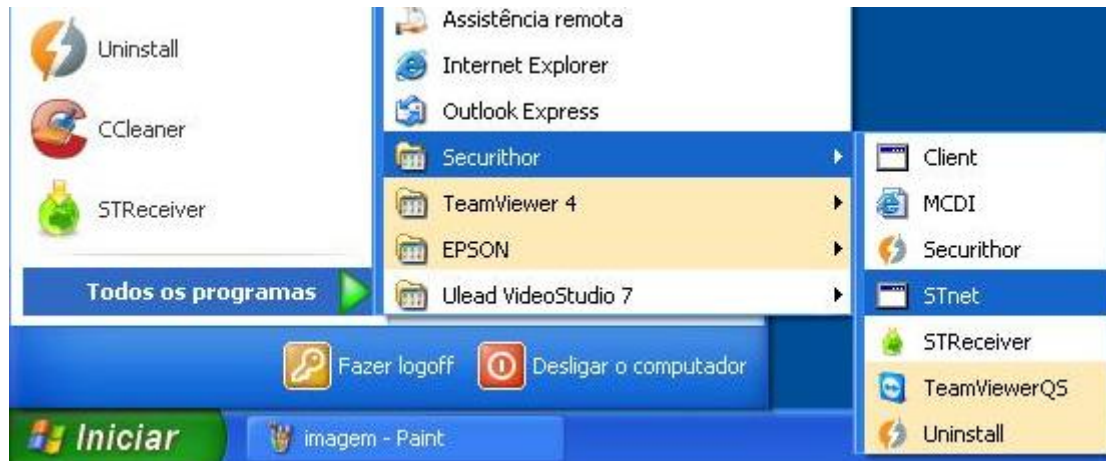 Uninstall
CCleaner
STReceiver
Todos os programas
Assistência remota
Internet Explorer
Outlook Express
Securithor
TeamViewer 4
EPSON
Ulead VideoStudio 7
Client
MCDI
Securithor
STnet
STReceiver
TeamViewerQS
Uninstall
Fazer logoff
Desligar o computador
Iniciar
imagem - Paint